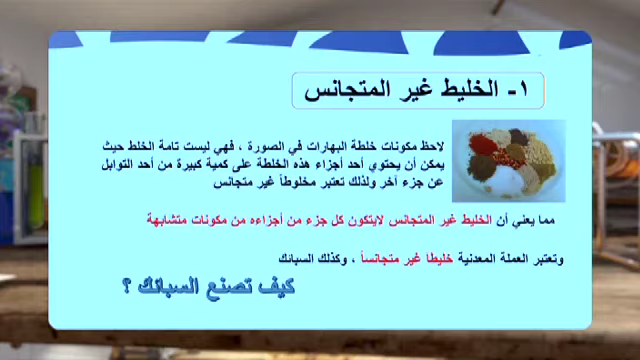 ١- الخليط غير المتجانس
لاحظ مكونات خلطة البهارات في الصورة ، فهي ليست تامة الخلط حيث
يمكن أن يحتوي أحد أجزاء هذه الخلطة على كمية كبيرة من أحد التوابل
عن جزء آخر ولذلك تعتبر مخلوطاً غير متجانس
مما يعني أن الخليط غير المتجانس لايتكون كل جزء من أجزاءه من مكونات متشابهة
وتعتبر العملة المعدنية خليطا غير متجانساً ، وكذلك السبائك
كيف تصنع السبائك ؟